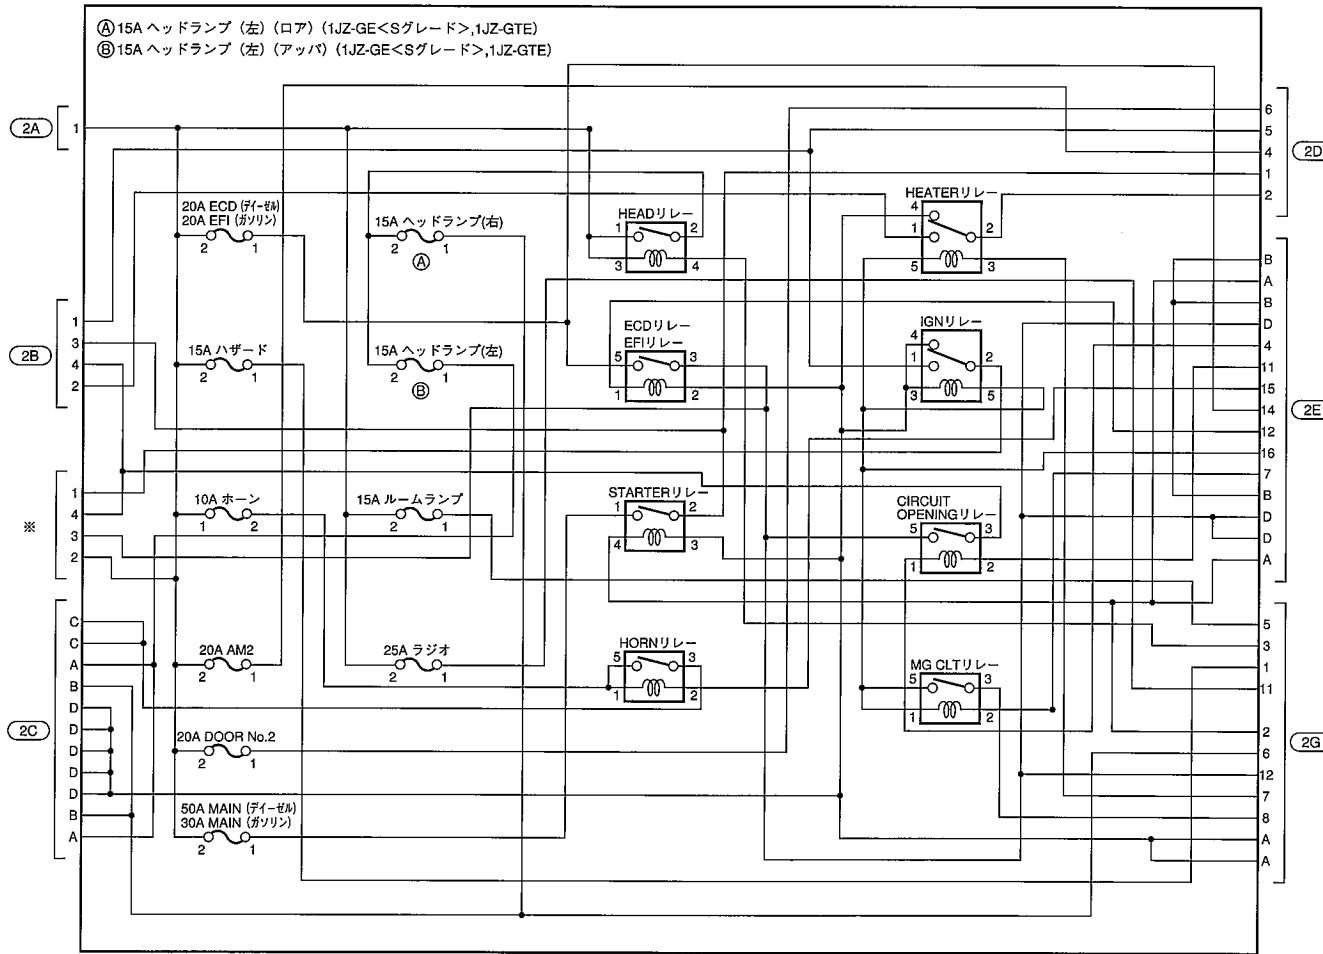 Ⓐ15A ヘッドランプ（左）（ロア）（1JZ-GE<Sグレード>,1JZ-GTE）
Ⓑ15A ヘッドランプ（左）（アッパ）（1JZ-GE<Sグレード>,1JZ-GTE）
2A
1
2B
1
3
4
2
※
1
4
3
2
2C
C
C
A
B
D
D
D
D
D
B
A
20A ECD (ディーゼル)
20A EFI (ガソリン)
2 1
15A ハザード
2 1
10A ホーン
1 2
20A AM2
2 1
20A DOOR No.2
2 1
50A MAIN (ディーゼル)
30A MAIN (ガソリン)
2 1
15A ヘッドランプ(右)
2 1
Ⓐ
15A ヘッドランプ(左)
2 1
Ⓑ
15A ルームランプ
2 1
25A ラジオ
2 1
HEADリレー
1 2
3 4
ECDリレー
EFIリレー
5 3
1 2
STARTERリレー
1 2
4 3
HORNリレー
5 3
1 2
HEATERリレー
4
1 2
5 3
IGNリレー
4
1 2
3 5
CIRCUIT
OPENINGリレー
5 3
1 2
MG CLTリレー
5 3
1 2
6
5
4
1
2
2D
B
A
B
D
4
11
15
14
12
16
7
B
D
D
A
2E
5
3
1
11
2
6
12
7
8
A
A
2G